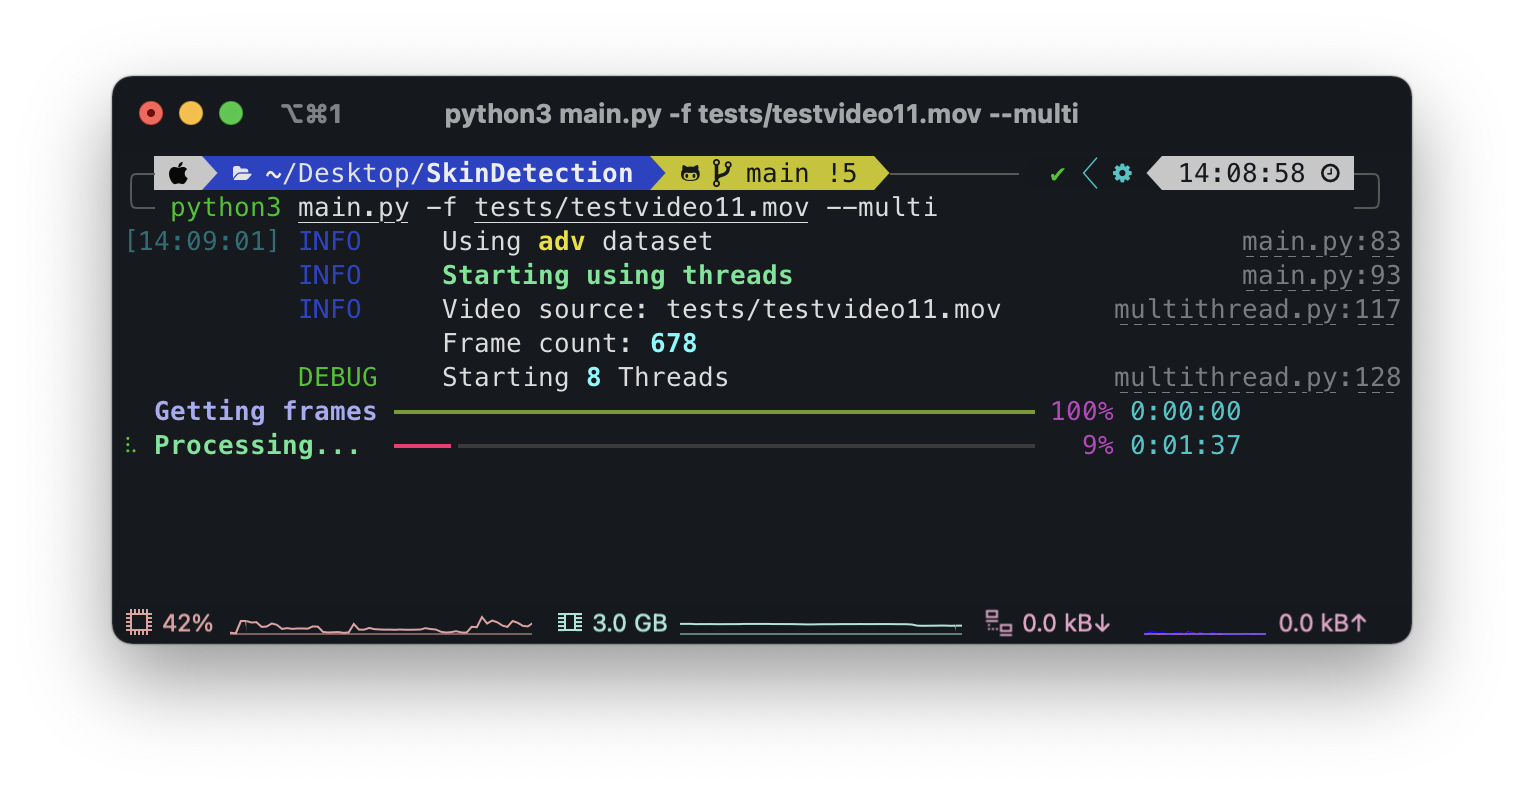 ⌥⌘1 python3 main.py -f tests/testvideo11.mov --multi
~/Desktop/SkinDetection main !5 ✔ 14:08:58
python3 main.py -f tests/testvideo11.mov --multi
[14:09:01] INFO Using adv dataset main.py:83
INFO Starting using threads main.py:93
INFO Video source: tests/testvideo11.mov multithread.py:117
Frame count: 678
DEBUG Starting 8 Threads multithread.py:128
Getting frames 100% 0:00:00
Processing... 9% 0:01:37
42% 3.0 GB 0.0 kB↓ 0.0 kB↑